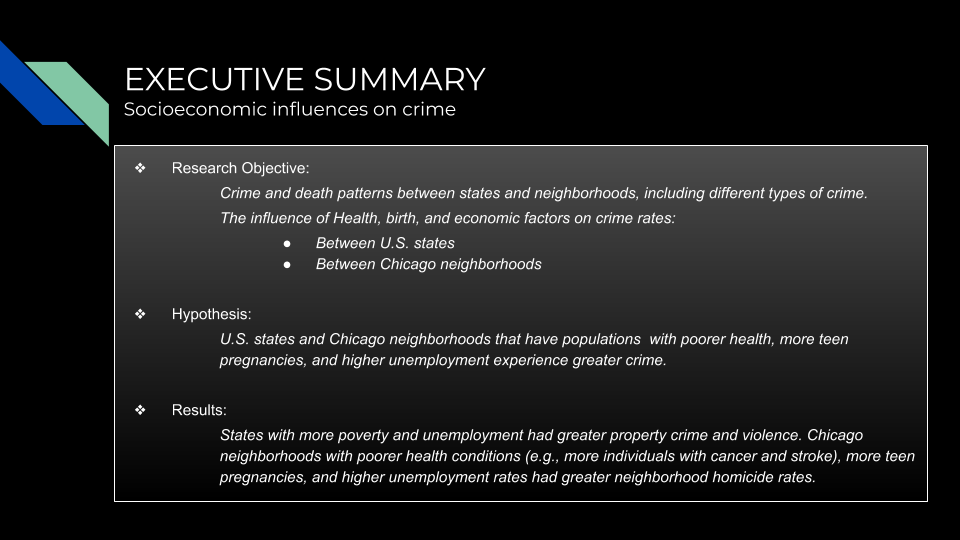 EXECUTIVE SUMMARY
Socioeconomic influences on crime
❖ Research Objective:
Crime and death patterns between states and neighborhoods, including different types of crime.
The influence of Health, birth, and economic factors on crime rates:
● Between U.S. states
● Between Chicago neighborhoods
❖ Hypothesis:
U.S. states and Chicago neighborhoods that have populations  with poorer health, more teen
pregnancies, and higher unemployment experience greater crime.
❖ Results:
States with more poverty and unemployment had greater property crime and violence. Chicago
neighborhoods with poorer health conditions (e.g., more individuals with cancer and stroke), more teen
pregnancies, and higher unemployment rates had greater neighborhood homicide rates.